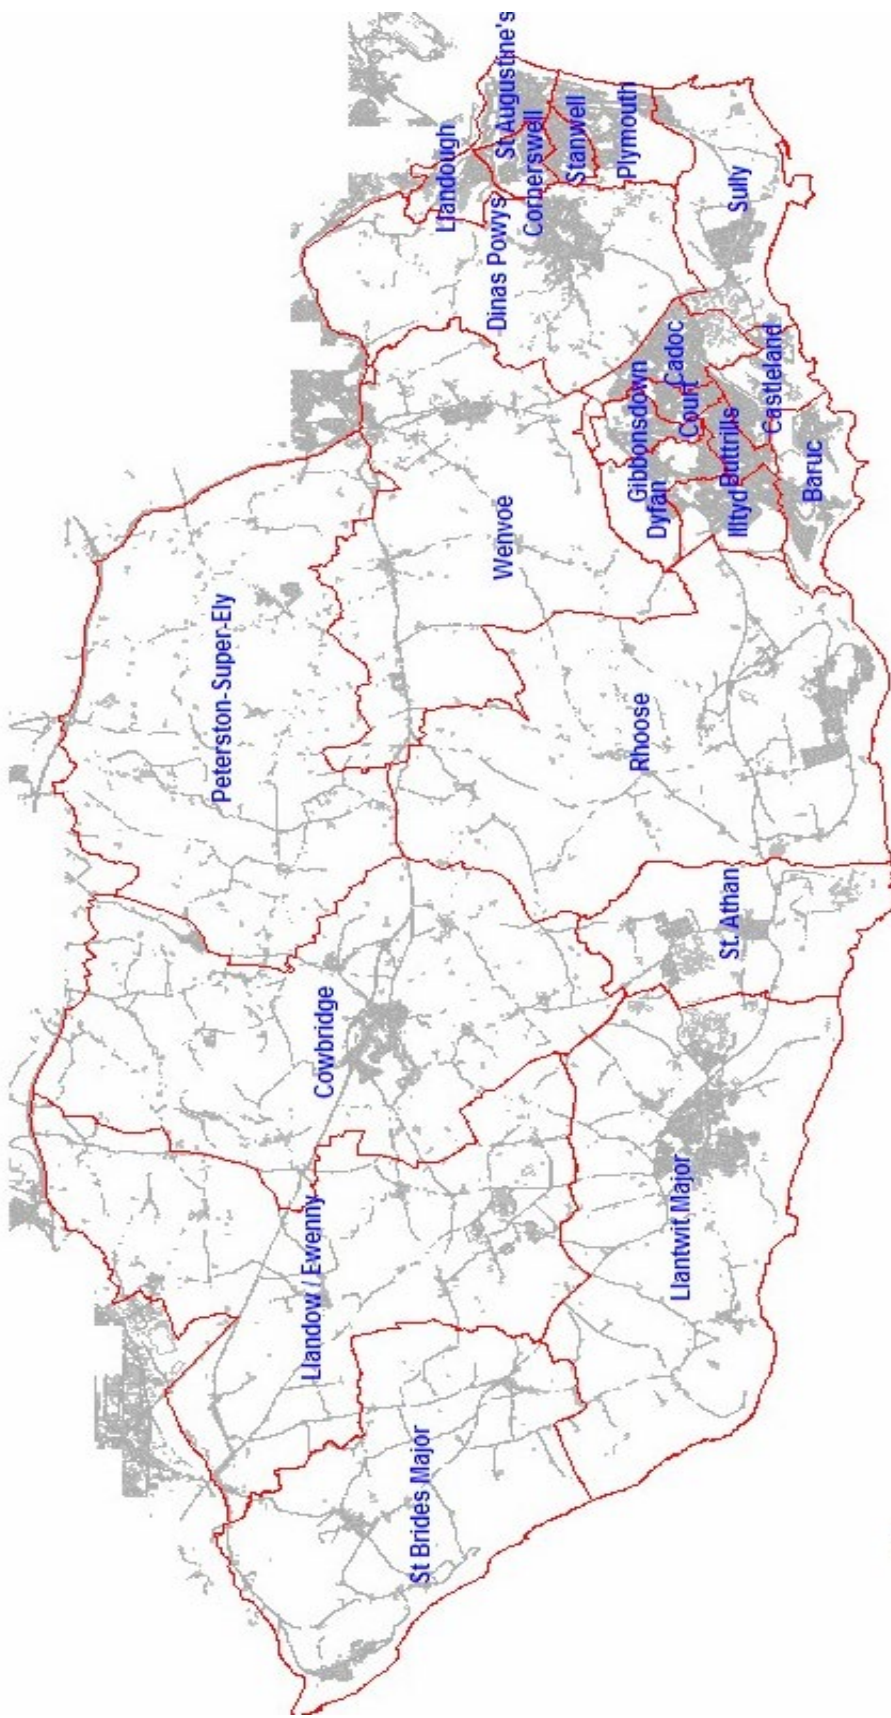 St Brides Major
Llandow / Ewenny
Llantwit Major
Cowbridge
St. Athan
Peterston-Super-Ely
Rhoose
Wenvoe
Dyfan
Gibbonsdown
Illtyd
Buttrills
Court
Cadoc
Baruc
Castleland
Dinas Powys
Llandough
St Augustine's
Cornerswell
Stanwell
Plymouth
Sully